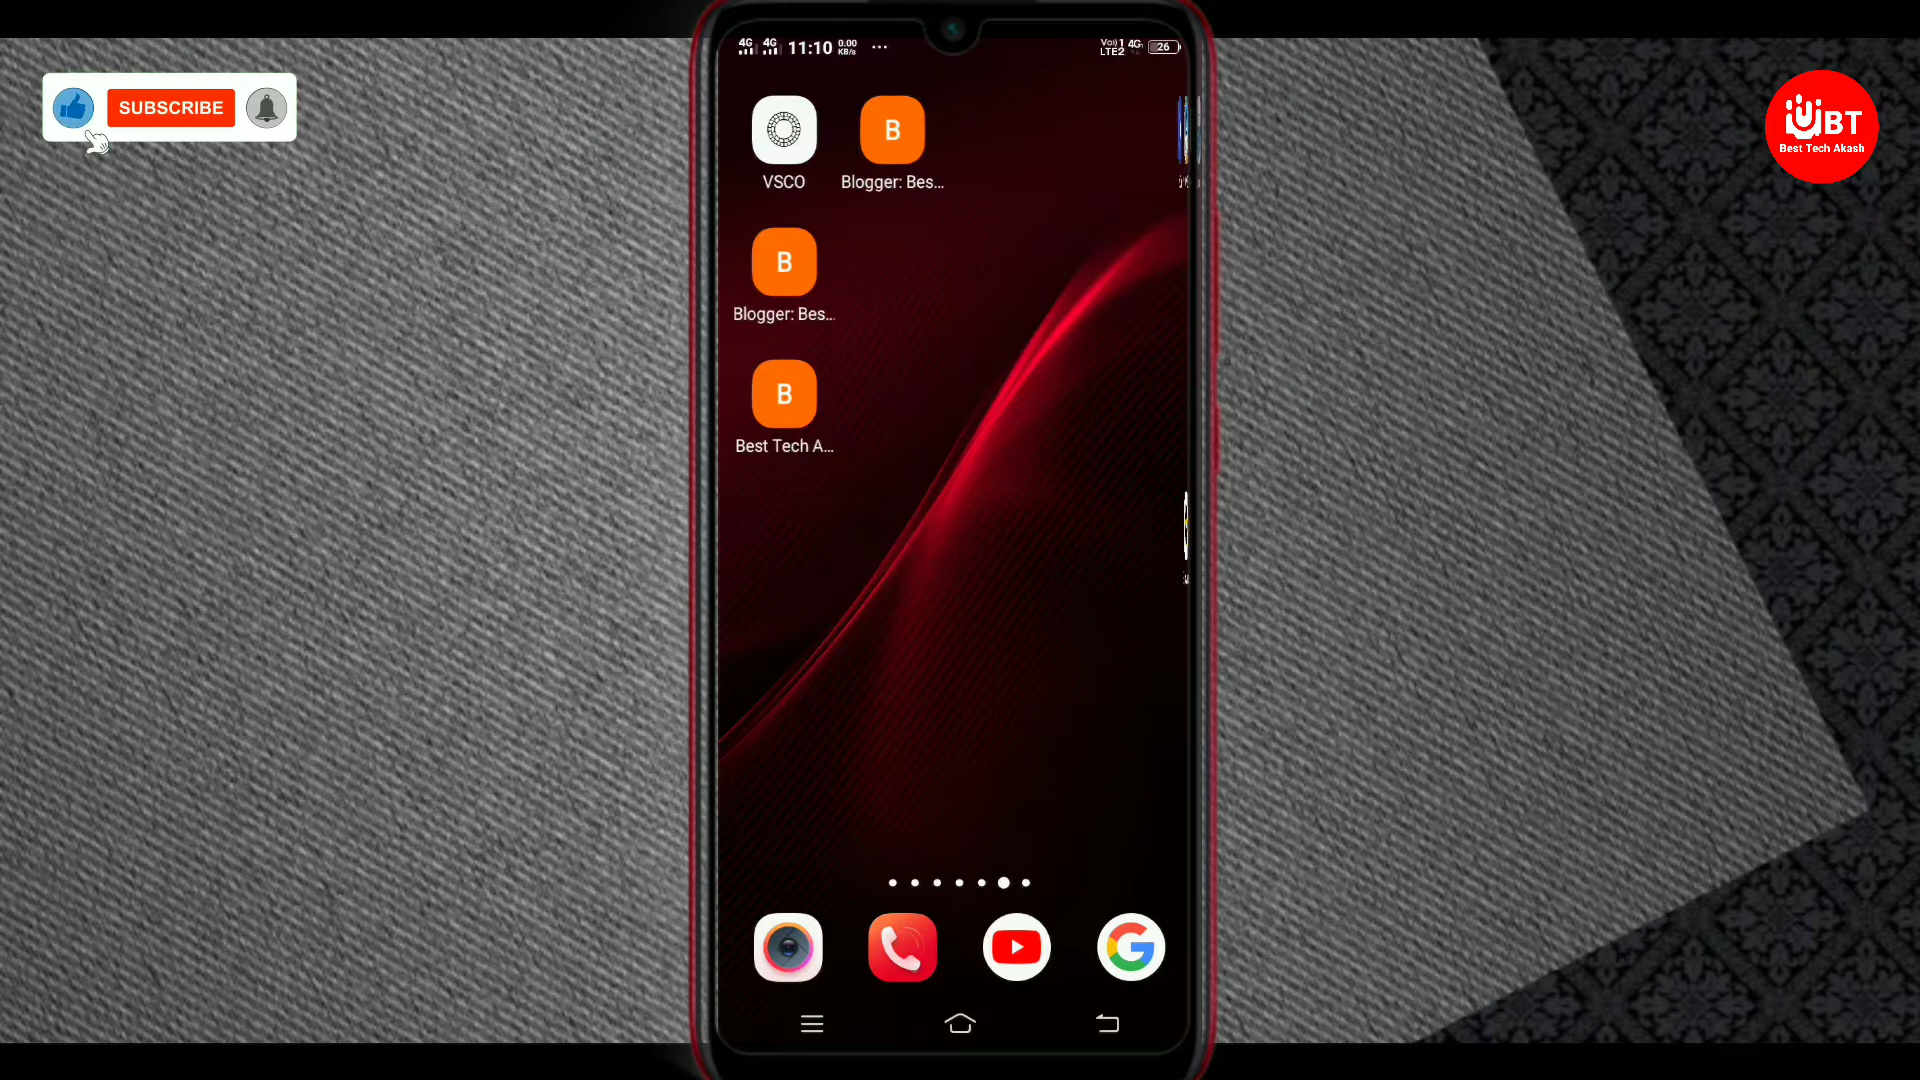 SUBSCRIBE
4G 4G 11:10 0.00 KB/s ...
Vo)) 1 4G 26
LTE2
BT
Best Tech Akash
VSCO
Blogger: Bes...
B
Blogger: Bes...
B
Best Tech A...
B